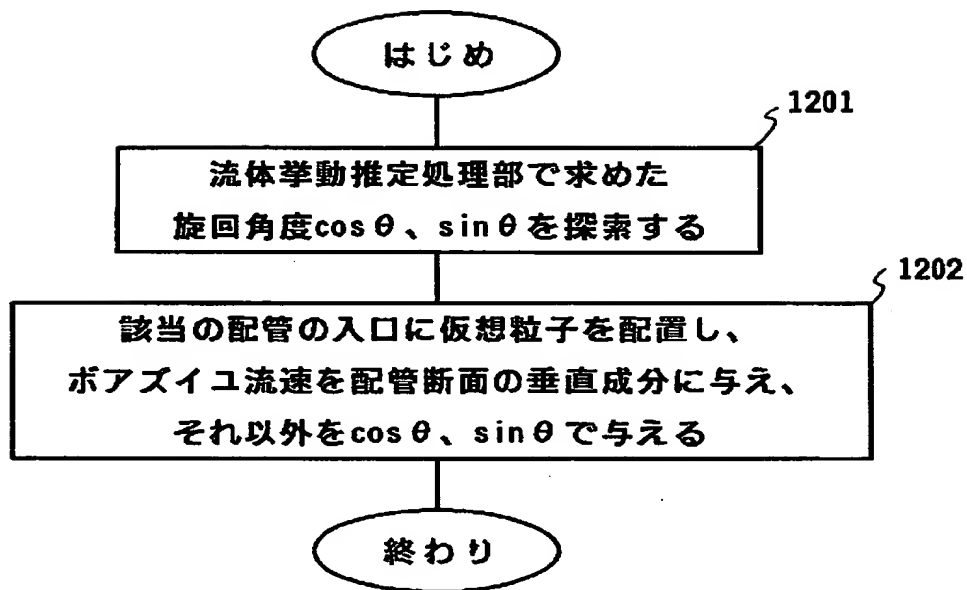 はじめ
1201
流体挙動推定処理部で求めた
旋回角度cosθ、sinθを探索する
1202
該当の配管の入口に仮想粒子を配置し、
ボアズイユ流速を配管断面の垂直成分に与え、
それ以外をcosθ、sinθで与える
終わり